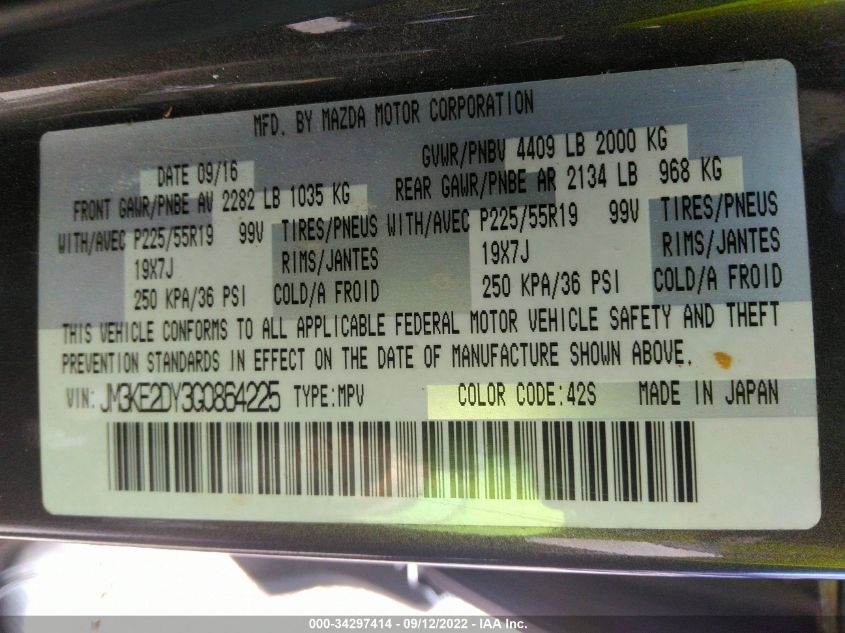 MFD. BY MAZDA MOTOR CORPORATION
DATE 09/16 GVWR/PNBV 4409 LB 2000 KG
FRONT GAWR/PNBE AV 2282 LB 1035 KG REAR GAWR/PNBE AR 2134 LB 968 KG
WITH/AVEC P225/55R19 99V TIRES/PNEUS WITH/AVEC P225/55R19 99V TIRES/PNEUS
19X7J RIMS/JANTES 19X7J RIMS/JANTES
250 KPA/36 PSI COLD/A FROID 250 KPA/36 PSI COLD/A FROID
THIS VEHICLE CONFORMS TO ALL APPLICABLE FEDERAL MOTOR VEHICLE SAFETY AND THEFT
PREVENTION STANDARDS IN EFFECT ON THE DATE OF MANUFACTURE SHOWN ABOVE.
VIN: JM3KE2DY3G0864225 TYPE:MPV COLOR CODE:42S MADE IN JAPAN
000-34297414 - 09/12/2022 - IAA Inc.